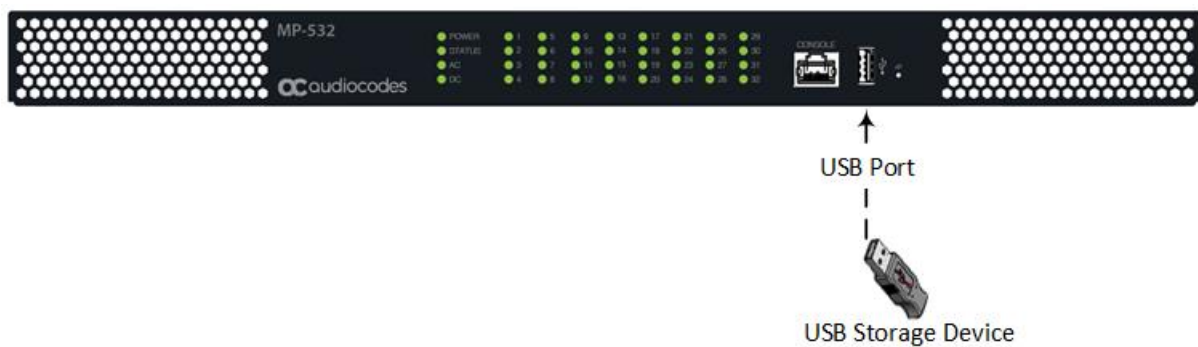 MP-532
POWER 1 5 9 13 17 21 25 29
STATUS 2 6 10 14 18 22 26 30
AC 3 7 11 15 19 23 27 31
DC 4 8 12 16 20 24 28 32
CONSOLE
audiocodes
USB Port
USB Storage Device